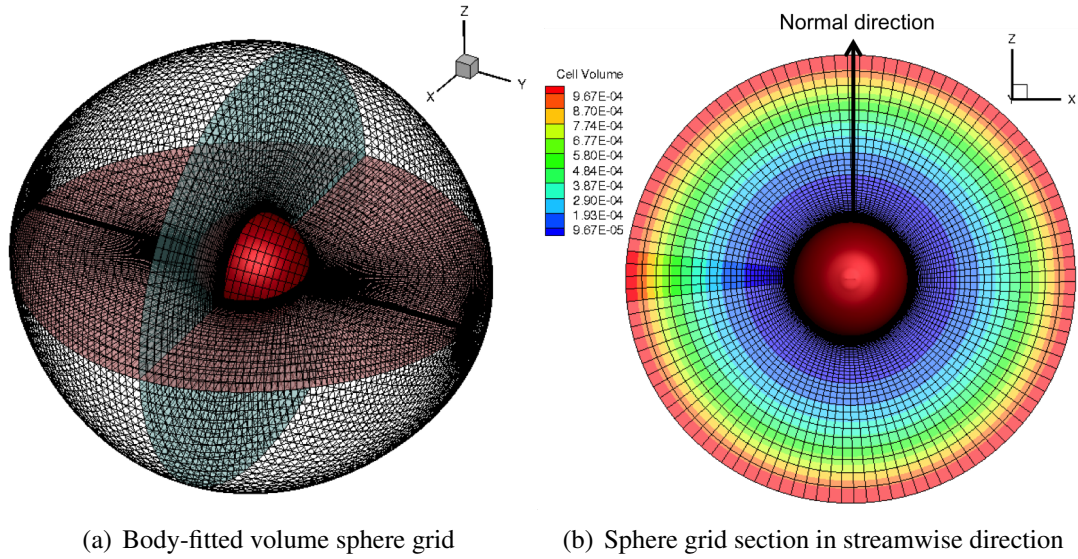 Z
Y
X
Normal direction
Z
Y
X
Cell Volume
9.67E-04
8.70E-04
7.74E-04
6.77E-04
5.80E-04
4.84E-04
3.87E-04
2.90E-04
1.93E-04
9.67E-05
(a) Body-fitted volume sphere grid
(b) Sphere grid section in streamwise direction